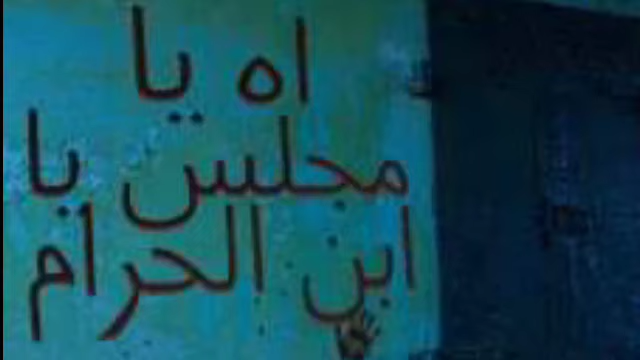 اه يا
مجلس يا
ابن الحرام